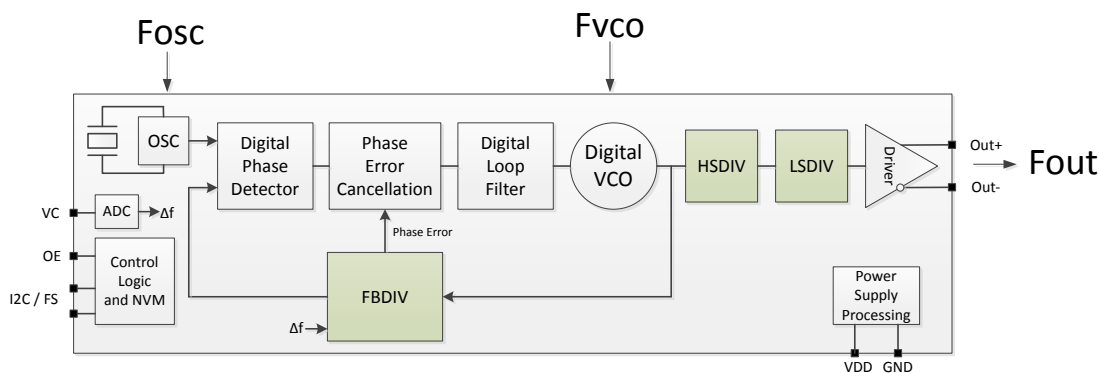 Fosc
Fvco
OSC
Digital
Phase
Detector
Phase
Error
Cancellation
Digital
Loop
Filter
Digital
VCO
HSDIV
LSDIV
Driver
Out+
Out-
Fout
VC
ADC
Δf
Phase Error
OE
I2C / FS
Control
Logic
and NVM
FBDIV
Δf
Power
Supply
Processing
VDD
GND